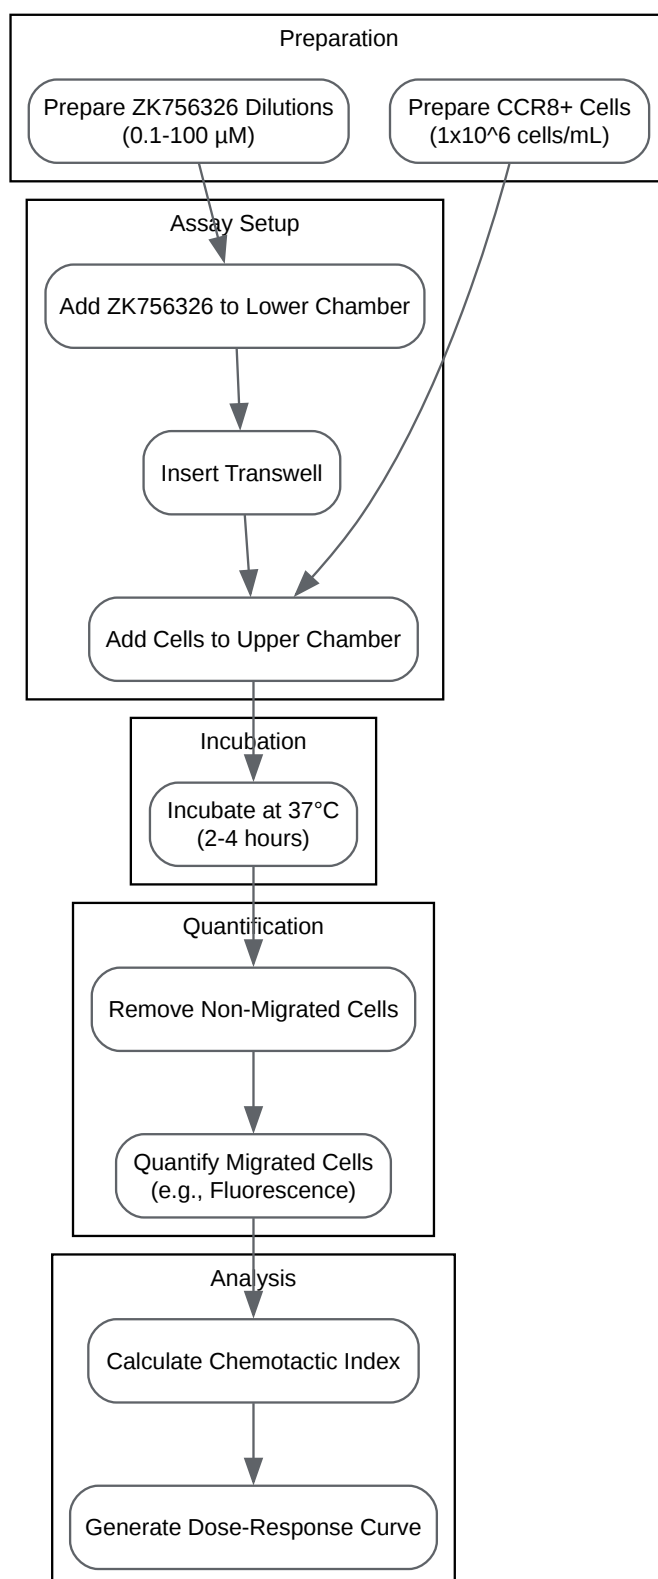 Preparation
Prepare ZK756326 Dilutions
(0.1-100 µM)
Prepare CCR8+ Cells
(1x10^6 cells/mL)
Assay Setup
Add ZK756326 to Lower Chamber
Insert Transwell
Add Cells to Upper Chamber
Incubation
Incubate at 37°C
(2-4 hours)
Quantification
Remove Non-Migrated Cells
Quantify Migrated Cells
(e.g., Fluorescence)
Analysis
Calculate Chemotactic Index
Generate Dose-Response Curve